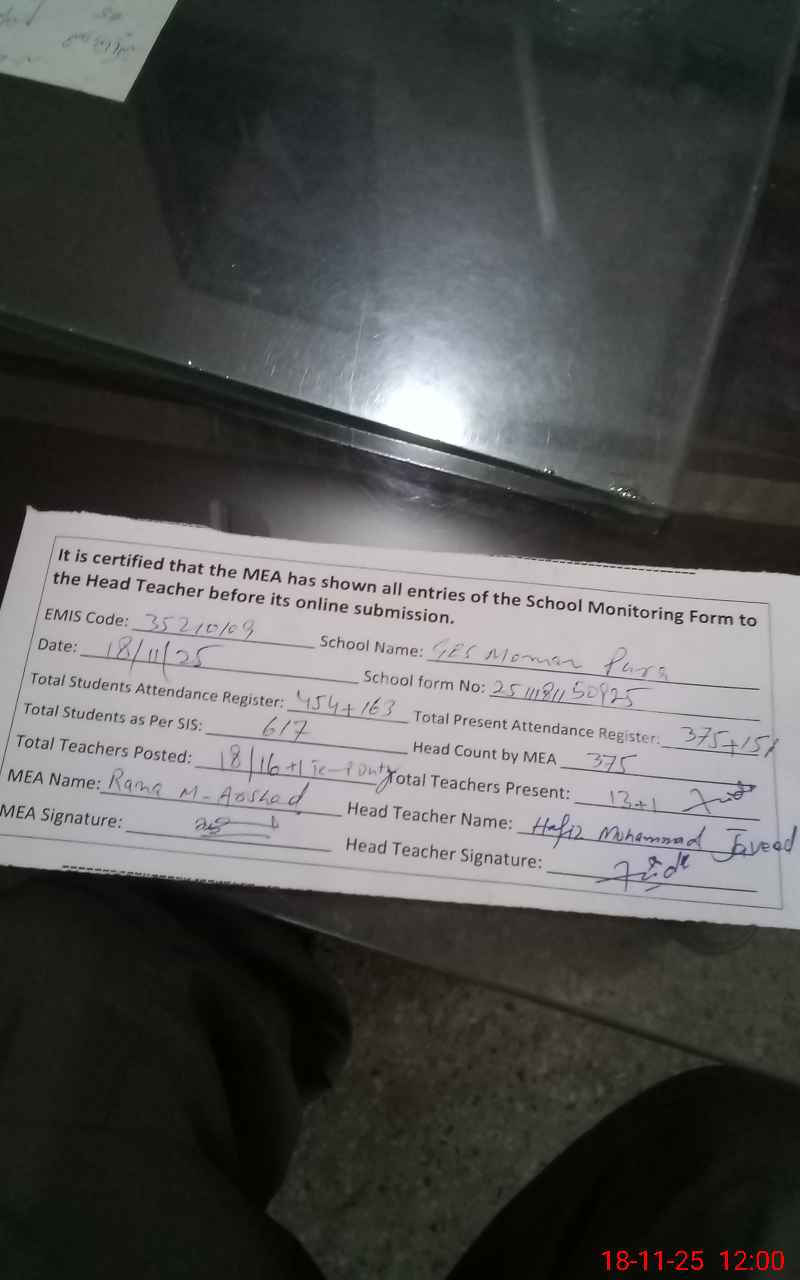 It is certified that the MEA has shown all entries of the School Monitoring Form to
the Head Teacher before its online submission.
EMIS Code: 35210109 School Name: GES Moman Pura
Date: 18/11/25 School form No:
Total Students Attendance Register: 454+163 Total Present Attendance Register: 375+151
Total Students as Per SIS: 617 Head Count by MEA 375
Total Teachers Posted: 18/16+1 Total Teachers Present: 13+1
MEA Name: Rana M-Arshad Head Teacher Name: Hafiz Mohammad Javead
MEA Signature: Head Teacher Signature:
18-11-25 12:00